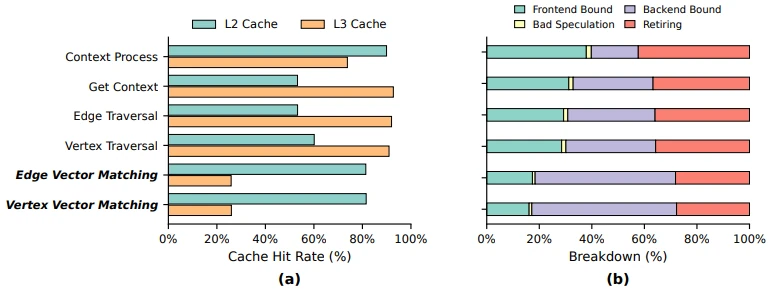 L2 Cache L3 Cache
Context Process
Get Context
Edge Traversal
Vertex Traversal
Edge Vector Matching
Vertex Vector Matching
0% 20% 40% 60% 80% 100%
Cache Hit Rate (%)
(a)
Frontend Bound Backend Bound
Bad Speculation Retiring
0% 20% 40% 60% 80% 100%
Breakdown (%)
(b)